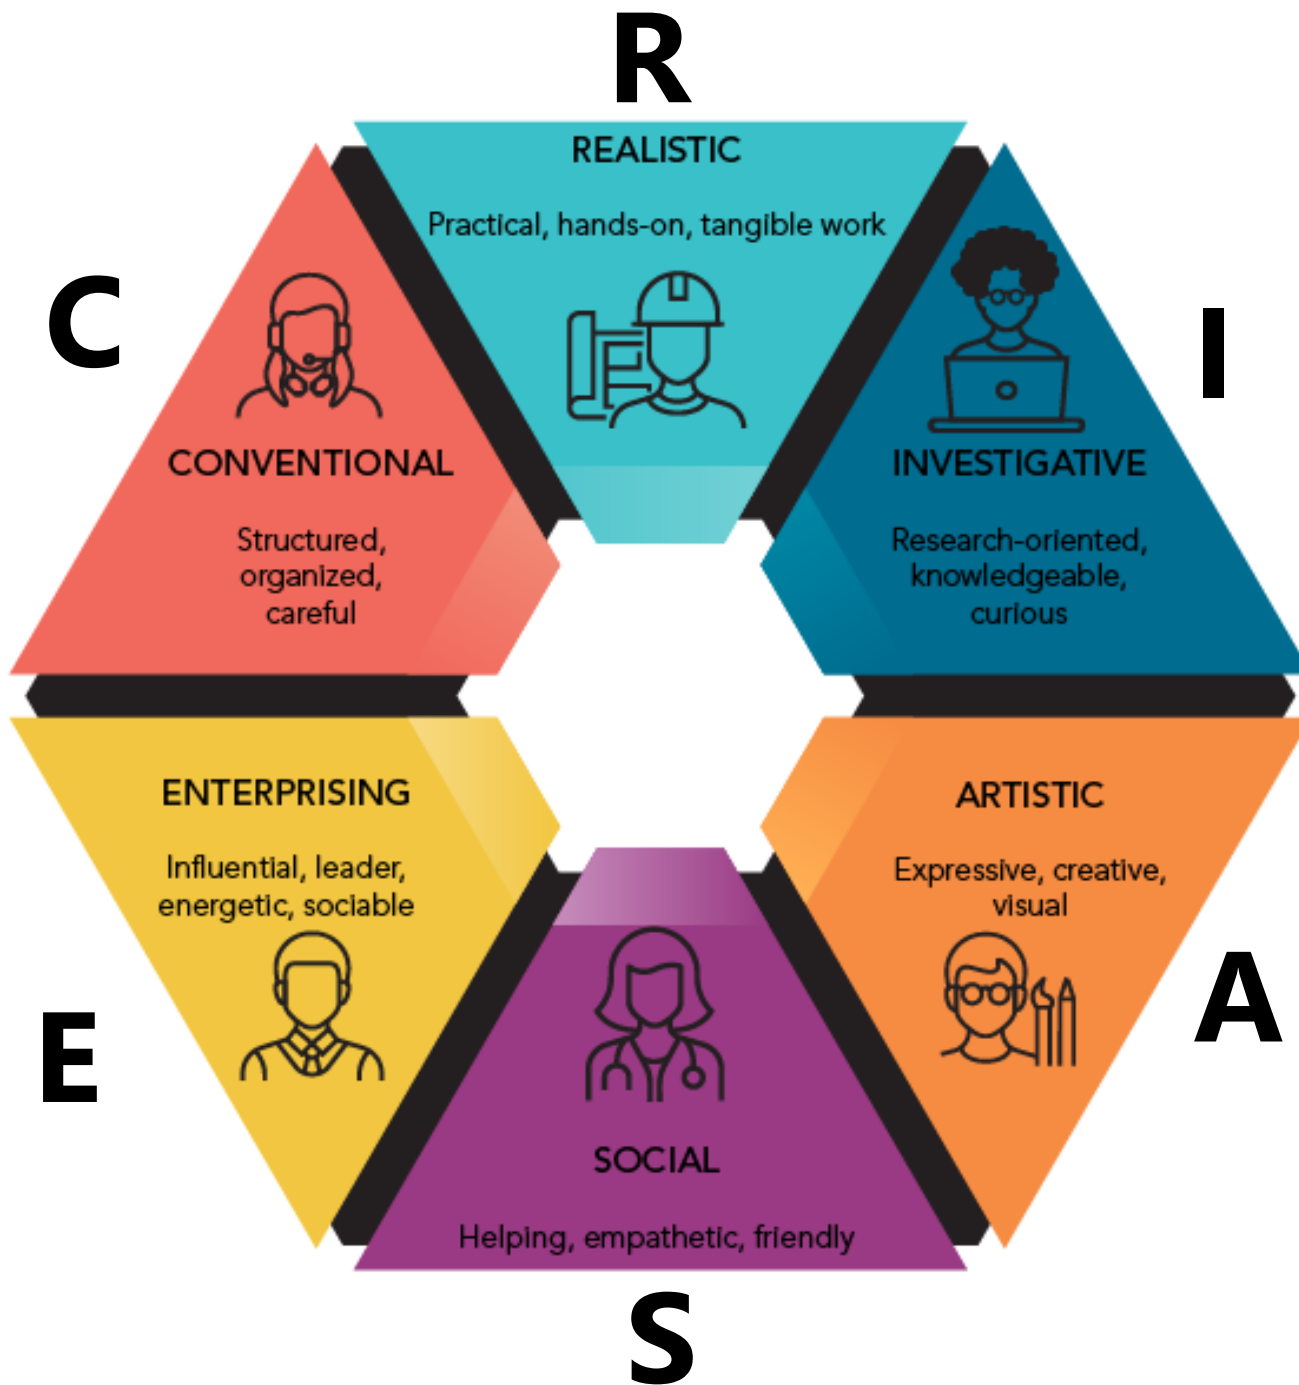 R
REALISTIC
Practical, hands-on, tangible work
I
INVESTIGATIVE
Research-oriented,
knowledgeable,
curious
A
ARTISTIC
Expressive, creative,
visual
S
SOCIAL
Helping, empathetic, friendly
E
ENTERPRISING
Influential, leader,
energetic, sociable
C
CONVENTIONAL
Structured,
organized,
careful